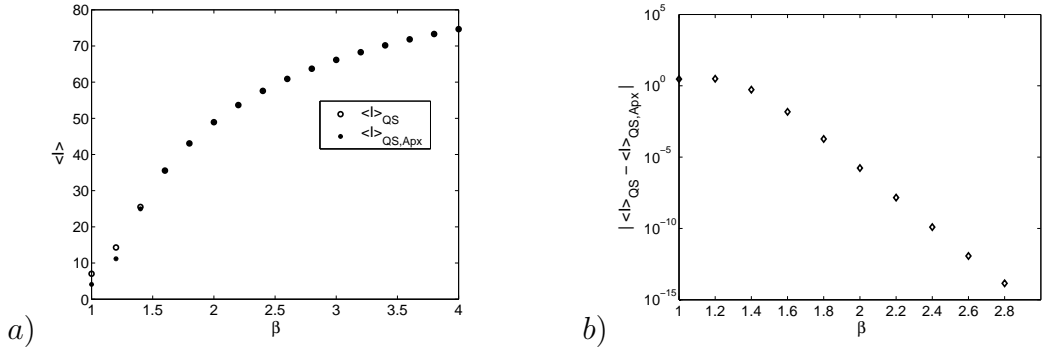 80
70
60
50
40
30
20
10
0
<I>
1 1.5 2 2.5 3 3.5 4
β
<I>QS
<I>QS,Apx
a)
10^5
10^0
10^−5
10^−10
10^−15
| <I>QS − <I>QS,Apx |
1 1.2 1.4 1.6 1.8 2 2.2 2.4 2.6 2.8
β
b)